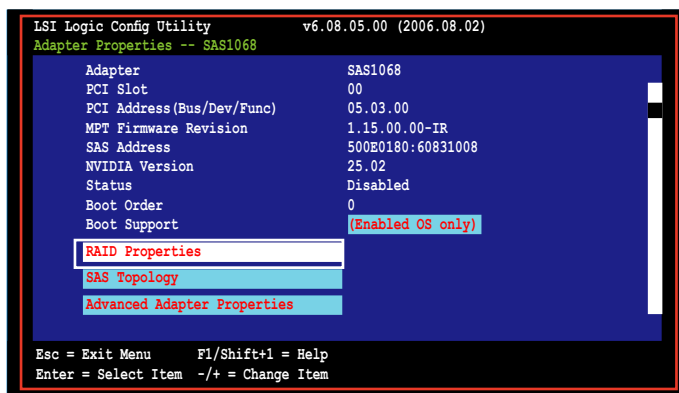 LSI Logic Config Utility v6.08.05.00 (2006.08.02)
Adapter Properties -- SAS1068
Adapter SAS1068
PCI Slot 00
PCI Address(Bus/Dev/Func) 05.03.00
MPT Firmware Revision 1.15.00.00-IR
SAS Address 500E0180:60831008
NVIDIA Version 25.02
Status Disabled
Boot Order 0
Boot Support (Enabled OS only)
RAID Properties
SAS Topology
Advanced Adapter Properties
Esc = Exit Menu F1/Shift+1 = Help
Enter = Select Item -/+ = Change Item